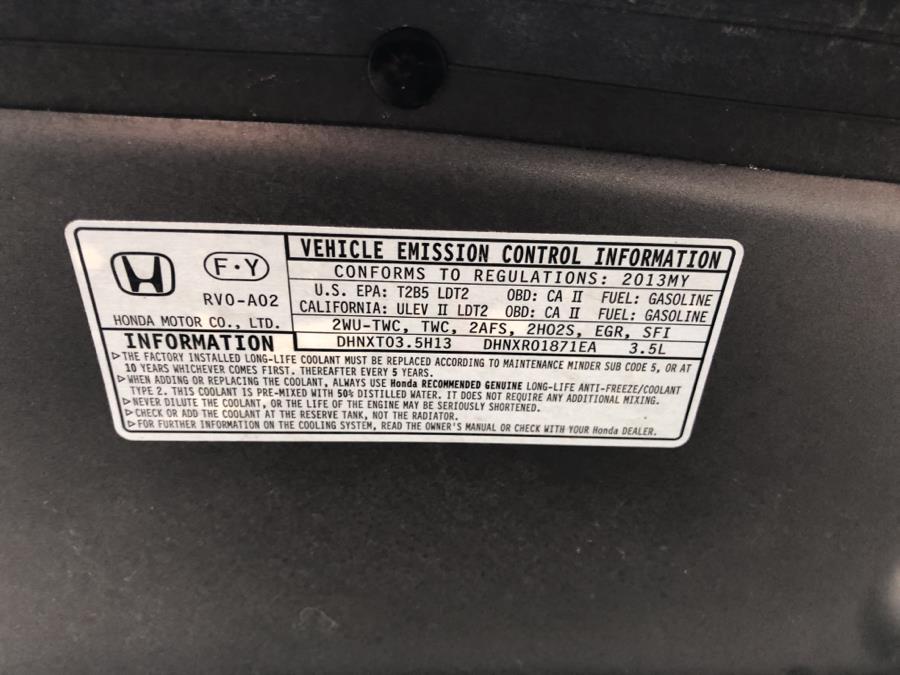 F·Y
RV0-A02
HONDA MOTOR CO., LTD.
VEHICLE EMISSION CONTROL INFORMATION
CONFORMS TO REGULATIONS: 2013MY
U.S. EPA: T2B5 LDT2 OBD: CA II FUEL: GASOLINE
CALIFORNIA: ULEV II LDT2 OBD: CA II FUEL: GASOLINE
2WU-TWC, TWC, 2AFS, 2HO2S, EGR, SFI
DHNXT03.5H13 DHNXR01871EA 3.5L
INFORMATION
▷THE FACTORY INSTALLED LONG-LIFE COOLANT MUST BE REPLACED ACCORDING TO MAINTENANCE MINDER SUB CODE 5, OR AT
10 YEARS WHICHEVER COMES FIRST. THEREAFTER EVERY 5 YEARS.
▷WHEN ADDING OR REPLACING THE COOLANT, ALWAYS USE Honda RECOMMENDED GENUINE LONG-LIFE ANTI-FREEZE/COOLANT
TYPE 2. THIS COOLANT IS PRE-MIXED WITH 50% DISTILLED WATER. IT DOES NOT REQUIRE ANY ADDITIONAL MIXING.
▷NEVER DILUTE THE COOLANT, OR THE LIFE OF THE ENGINE MAY BE SERIOUSLY SHORTENED.
▷CHECK OR ADD THE COOLANT AT THE RESERVE TANK, NOT THE RADIATOR.
▷FOR FURTHER INFORMATION ON THE COOLING SYSTEM, READ THE OWNER'S MANUAL OR CHECK WITH YOUR Honda DEALER.